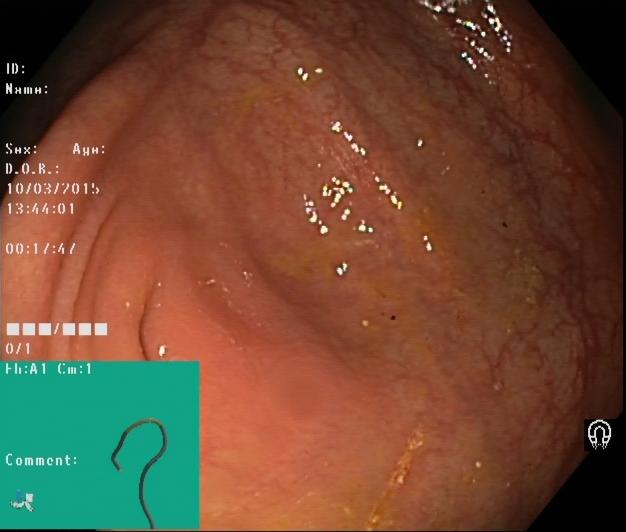 ID:
Name:
Sex: Age:
D.O.B.:
10/03/2015
13:44:01
00:17:47
■■■/■■■
0/1
Eh:A1 Cm:1
Comment: